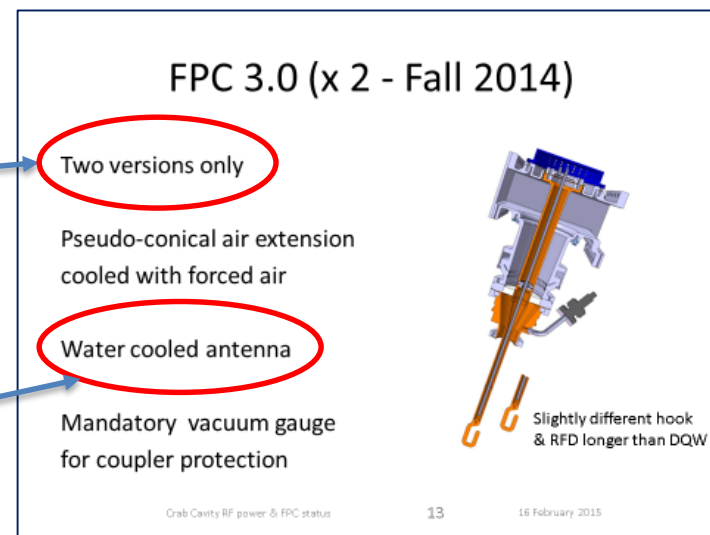 FPC 3.0 (x 2 - Fall 2014)
Two versions only
Pseudo-conical air extension
cooled with forced air
Water cooled antenna
Mandatory vacuum gauge
for coupler protection
Slightly different hook
& RFD longer than DQW
Crab Cavity RF power & FPC status
13
16 February 2015